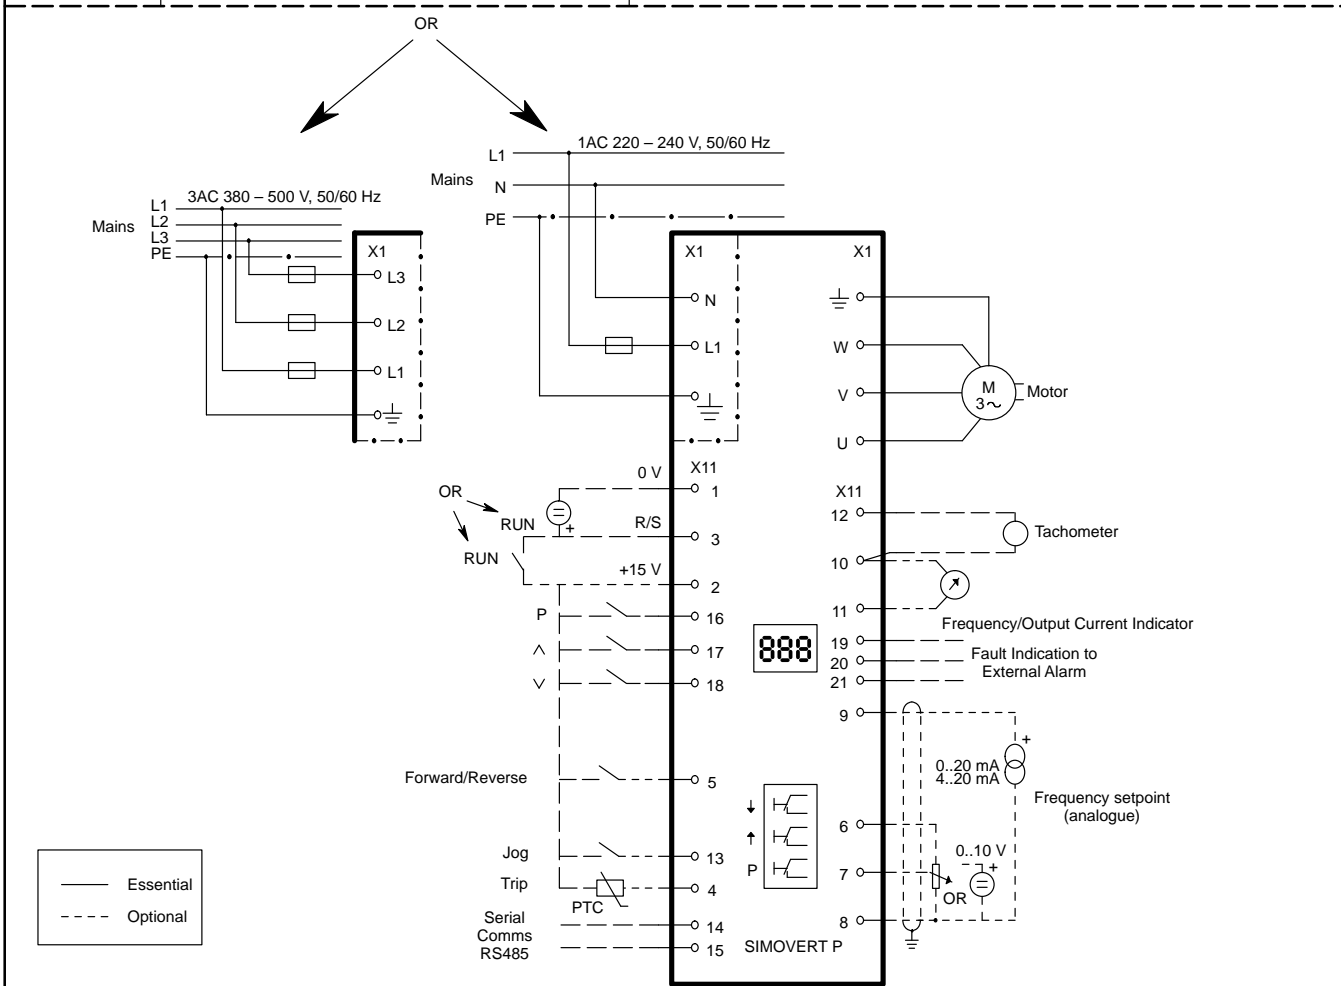 OR
1AC 220 – 240 V, 50/60 Hz
L1
Mains
N
PE
3AC 380 – 500 V, 50/60 Hz
L1
L2
Mains
L3
PE
X1
L3
L2
L1
X1
X1
N
L1
W
V
U
M
3~
Motor
0 V
X11
1
OR
RUN
+
R/S
3
RUN
+15 V
2
P
16
17
18
Forward/Reverse
5
Jog
13
Trip
4
PTC
Serial
Comms
RS485
14
15
888
P
SIMOVERT P
X11
12
Tachometer
10
11
Frequency/Output Current Indicator
19
20
21
Fault Indication to
External Alarm
9
+
0..20 mA
4..20 mA
Frequency setpoint
(analogue)
6
0..10 V
+
7
OR
8
Essential
Optional